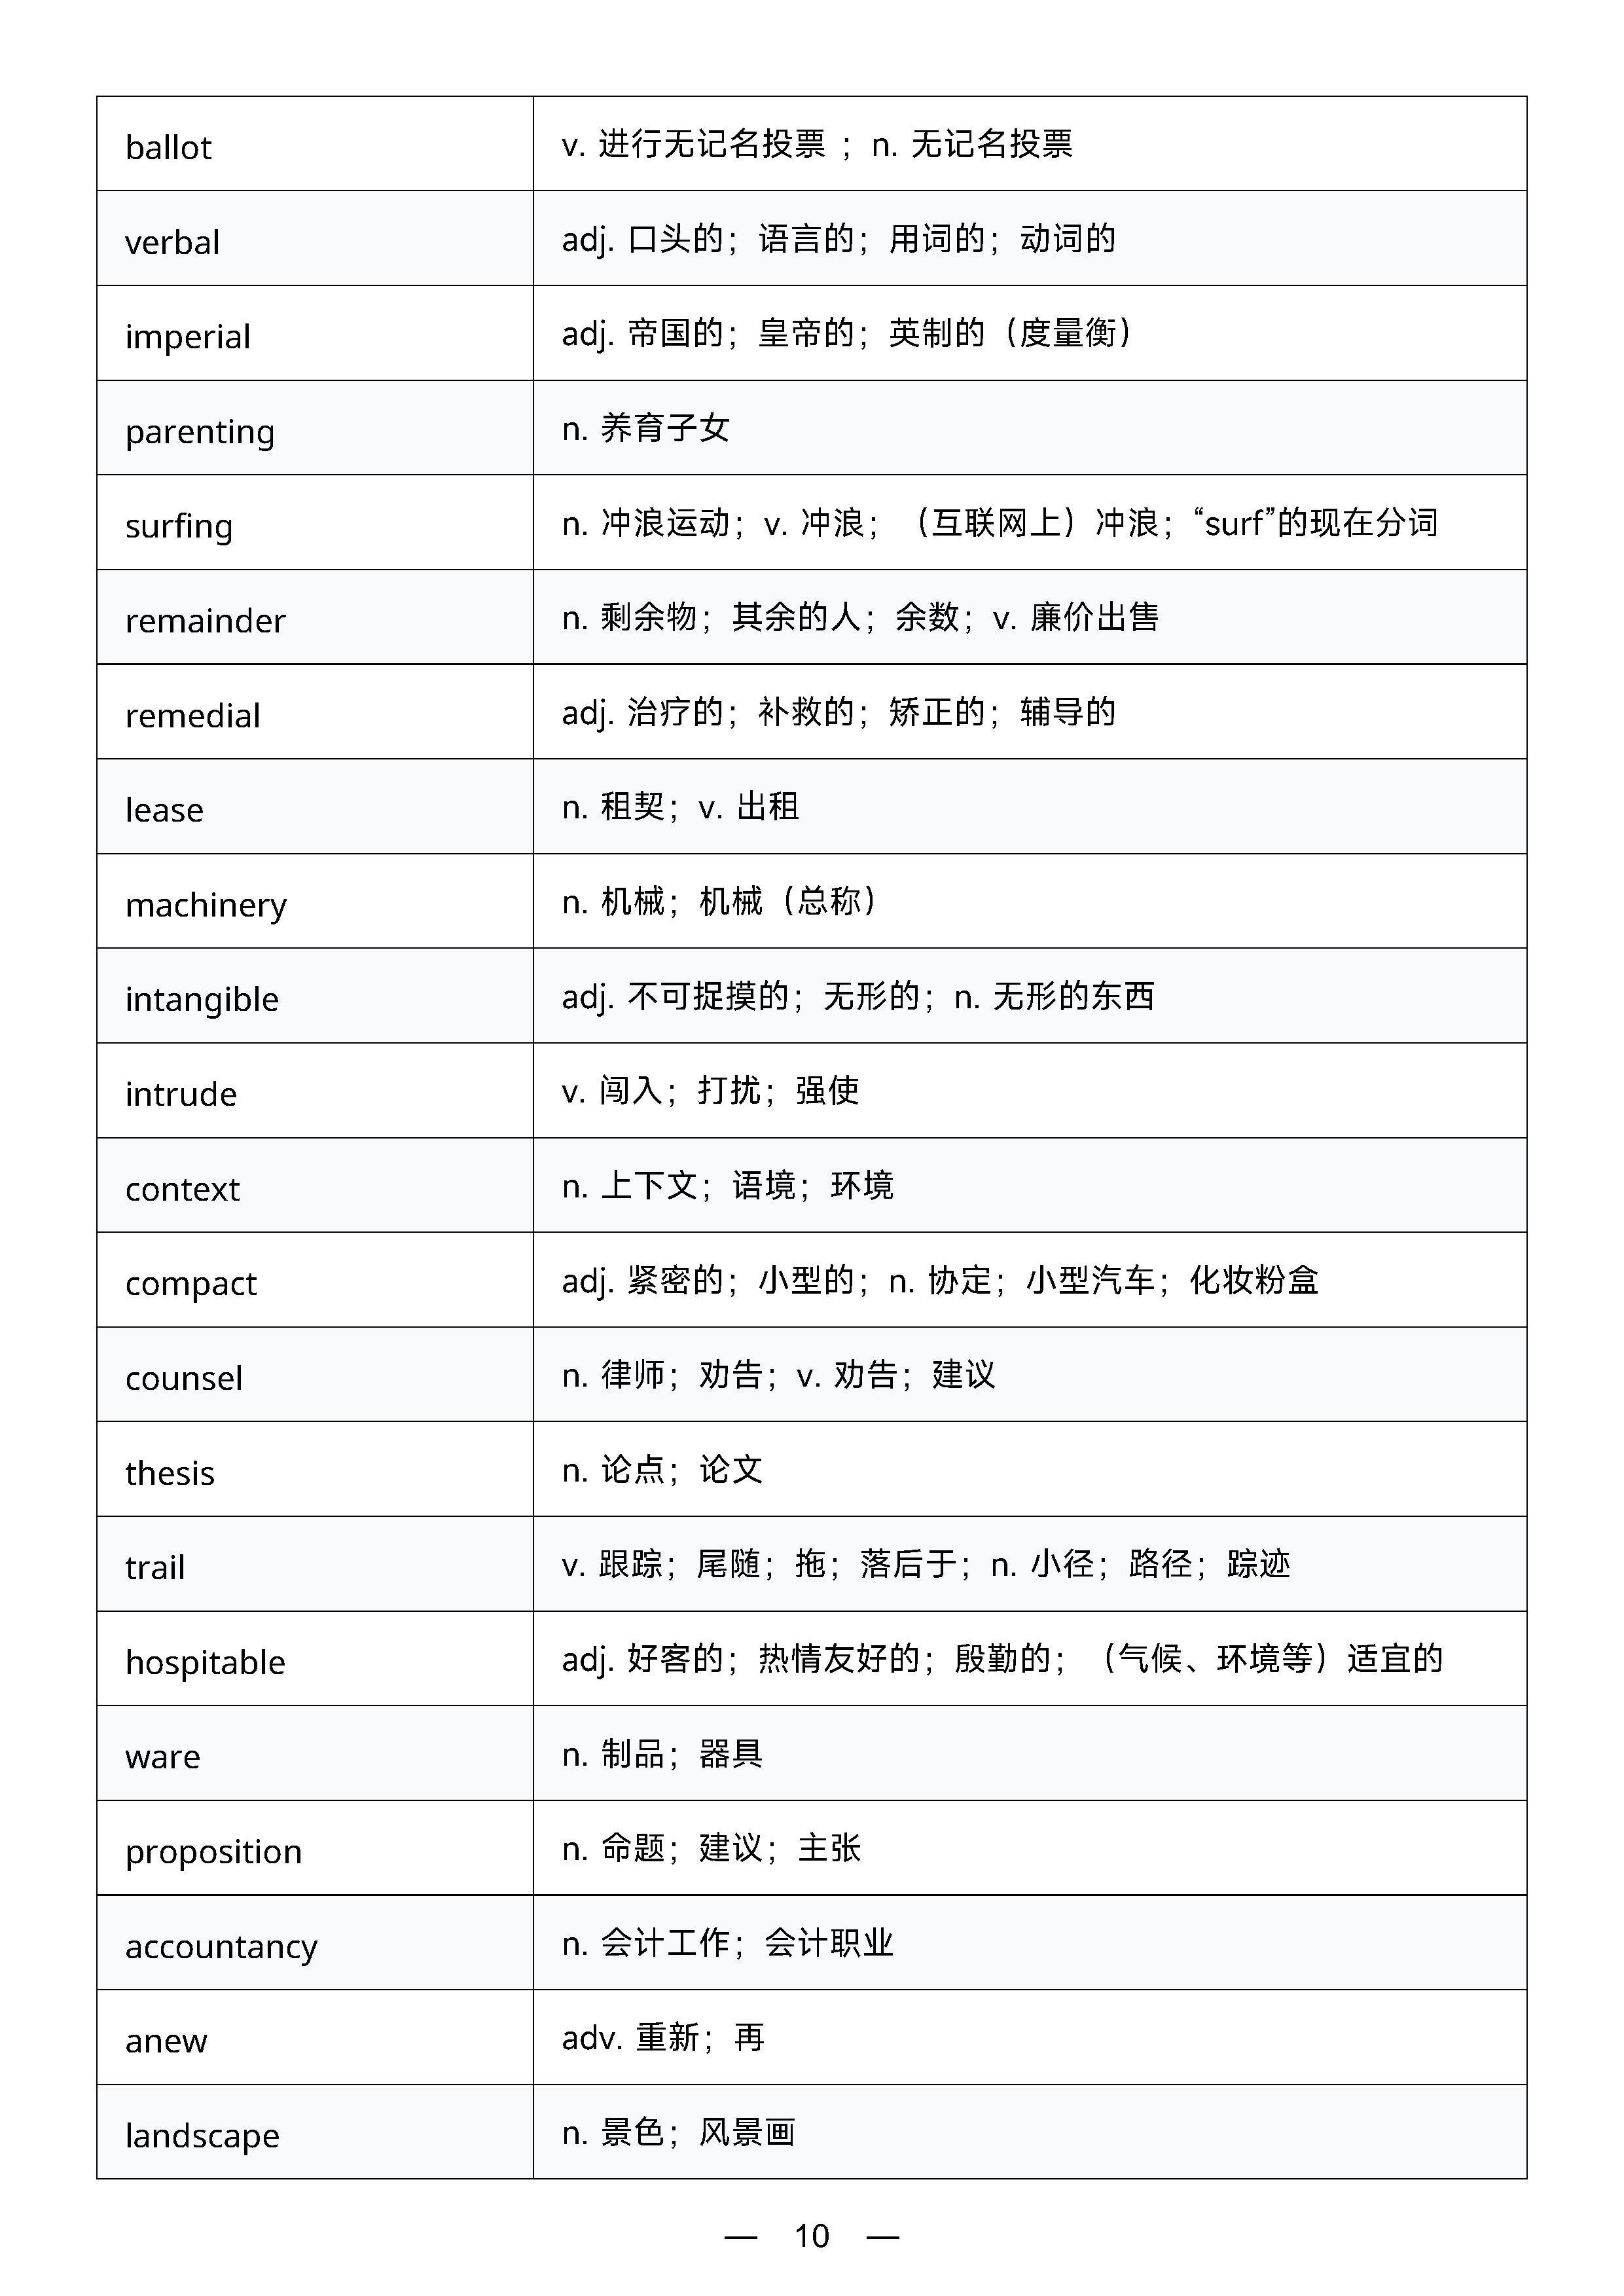 ballot v. 进行无记名投票 ；n. 无记名投票
verbal adj. 口头的；语言的；用词的；动词的
imperial adj. 帝国的；皇帝的；英制的（度量衡）
parenting n. 养育子女
surfing n. 冲浪运动；v. 冲浪；（互联网上）冲浪；“surf”的现在分词
remainder n. 剩余物；其余的人；余数；v. 廉价出售
remedial adj. 治疗的；补救的；矫正的；辅导的
lease n. 租契；v. 出租
machinery n. 机械；机械（总称）
intangible adj. 不可捉摸的；无形的；n. 无形的东西
intrude v. 闯入；打扰；强使
context n. 上下文；语境；环境
compact adj. 紧密的；小型的；n. 协定；小型汽车；化妆粉盒
counsel n. 律师；劝告；v. 劝告；建议
thesis n. 论点；论文
trail v. 跟踪；尾随；拖；落后于；n. 小径；路径；踪迹
hospitable adj. 好客的；热情友好的；殷勤的；（气候、环境等）适宜的
ware n. 制品；器具
proposition n. 命题；建议；主张
accountancy n. 会计工作；会计职业
anew adv. 重新；再
landscape n. 景色；风景画
— 10 —